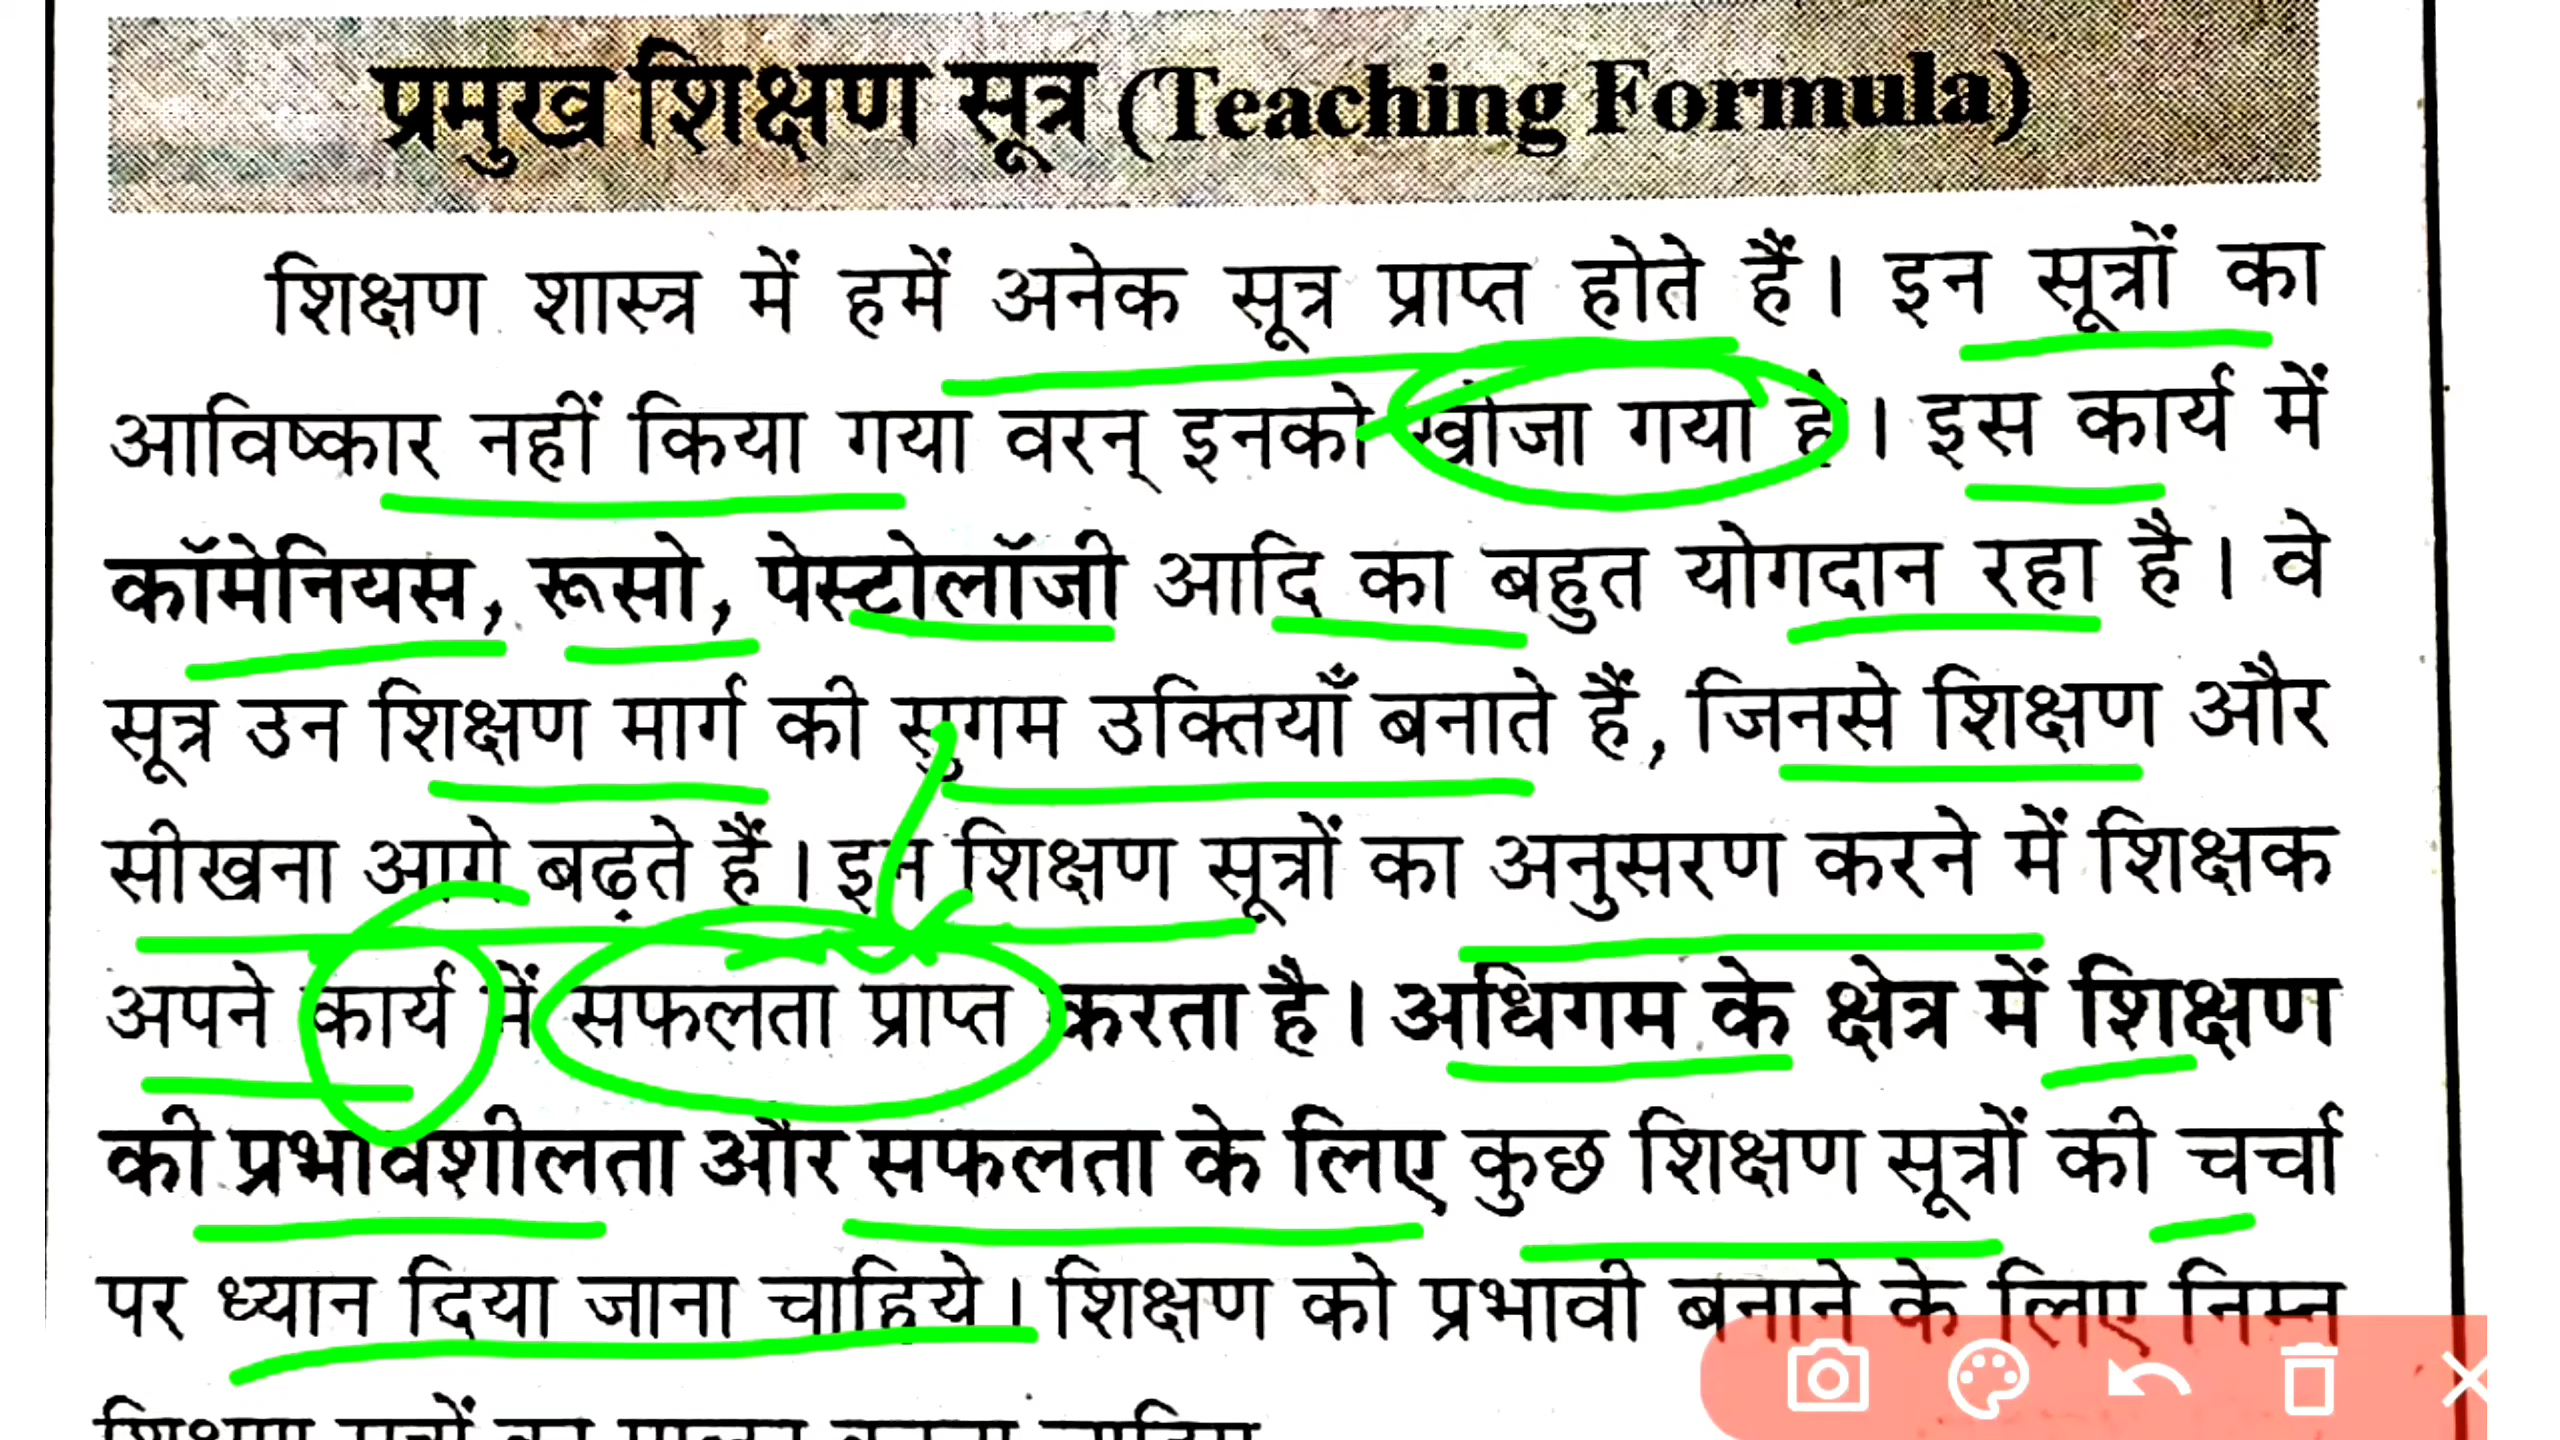 प्रमुख शिक्षण सूत्र (Teaching Formula)
शिक्षण शास्त्र में हमें अनेक सूत्र प्राप्त होते हैं। इन सूत्रों का
आविष्कार नहीं किया गया वरन् इनको खोजा गया है। इस कार्य में
कॉमेनियस, रूसो, पेस्टोलॉजी आदि का बहुत योगदान रहा है। वे
सूत्र उन शिक्षण मार्ग की सुगम उक्तियाँ बनाते हैं, जिनसे शिक्षण और
सीखना आगे बढ़ते हैं। इन शिक्षण सूत्रों का अनुसरण करने में शिक्षक
अपने कार्य में सफलता प्राप्त करता है। अधिगम के क्षेत्र में शिक्षण
की प्रभावशीलता और सफलता के लिए कुछ शिक्षण सूत्रों की चर्चा
पर ध्यान दिया जाना चाहिये। शिक्षण को प्रभावी बनाने के लिए निम्न